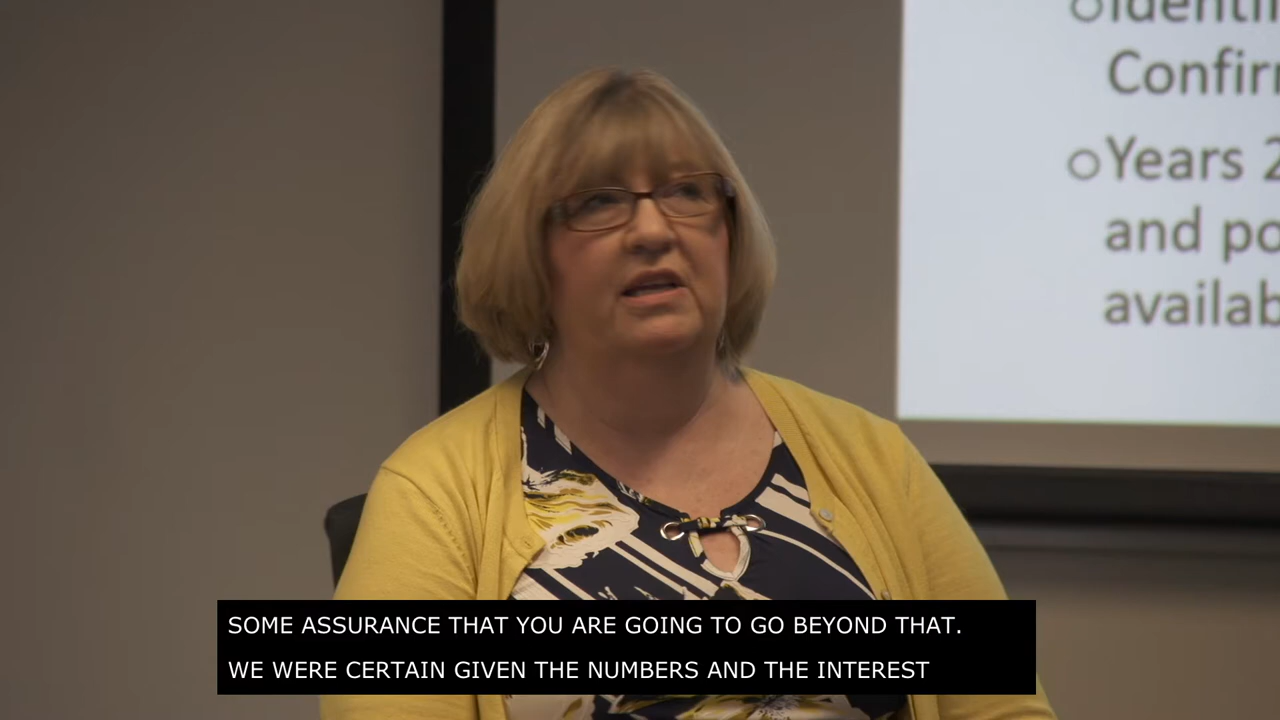 Confir
○Years 2
and po
availab
SOME ASSURANCE THAT YOU ARE GOING TO GO BEYOND THAT.
WE WERE CERTAIN GIVEN THE NUMBERS AND THE INTEREST